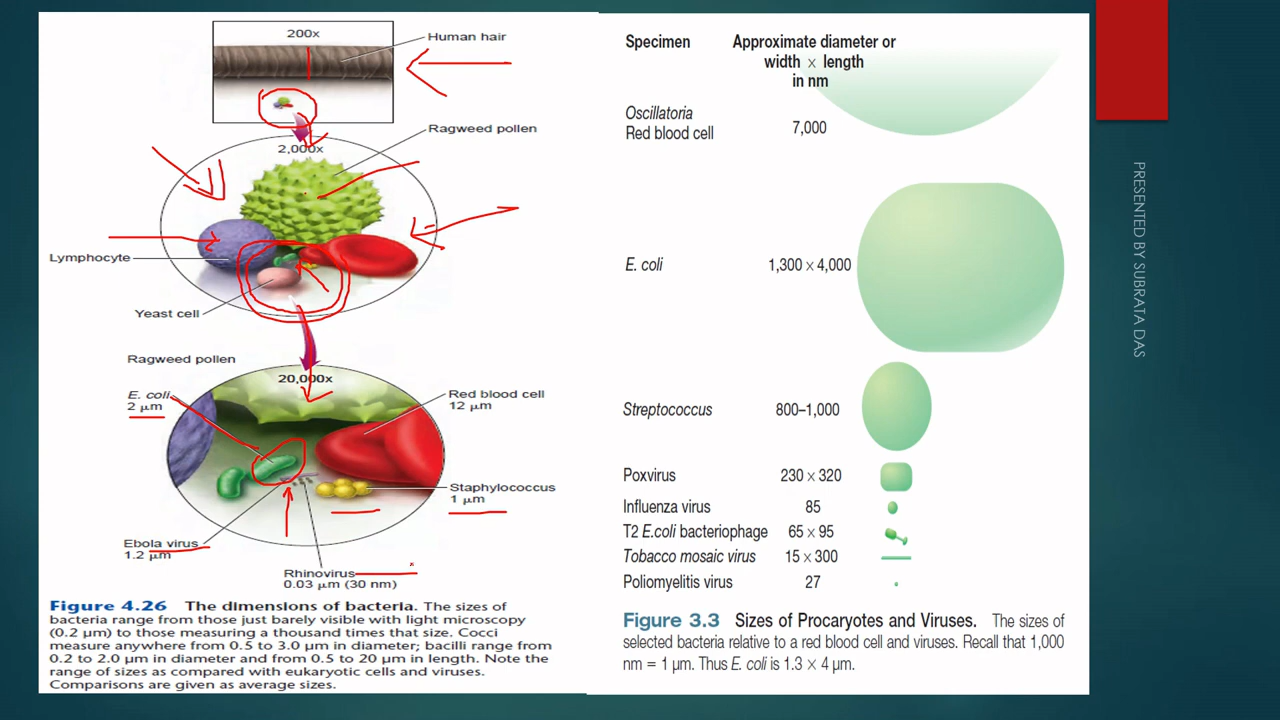 200x
Human hair
Ragweed pollen
2,000x
Lymphocyte
Yeast cell
Ragweed pollen
20,000x
E. coli
2 µm
Red blood cell
12 µm
Staphylococcus
1 µm
Ebola virus
1.2 µm
Rhinovirus
0.03 µm (30 nm)
Figure 4.26 The dimensions of bacteria. The sizes of
bacteria range from those just barely visible with light microscopy
(0.2 µm) to those measuring a thousand times that size. Cocci
measure anywhere from 0.5 to 3.0 µm in diameter; bacilli range from
0.2 to 2.0 µm in diameter and from 0.5 to 20 µm in length. Note the
range of sizes as compared with eukaryotic cells and viruses.
Comparisons are given as average sizes.
Specimen Approximate diameter or
width × length
in nm
Oscillatoria
Red blood cell 7,000
E. coli 1,300 × 4,000
Streptococcus 800–1,000
Poxvirus 230 × 320
Influenza virus 85
T2 E.coli bacteriophage 65 × 95
Tobacco mosaic virus 15 × 300
Poliomyelitis virus 27
Figure 3.3 Sizes of Procaryotes and Viruses. The sizes of
selected bacteria relative to a red blood cell and viruses. Recall that 1,000
nm = 1 µm. Thus E. coli is 1.3 × 4 µm.
PRESENTED BY SUBRATA DAS